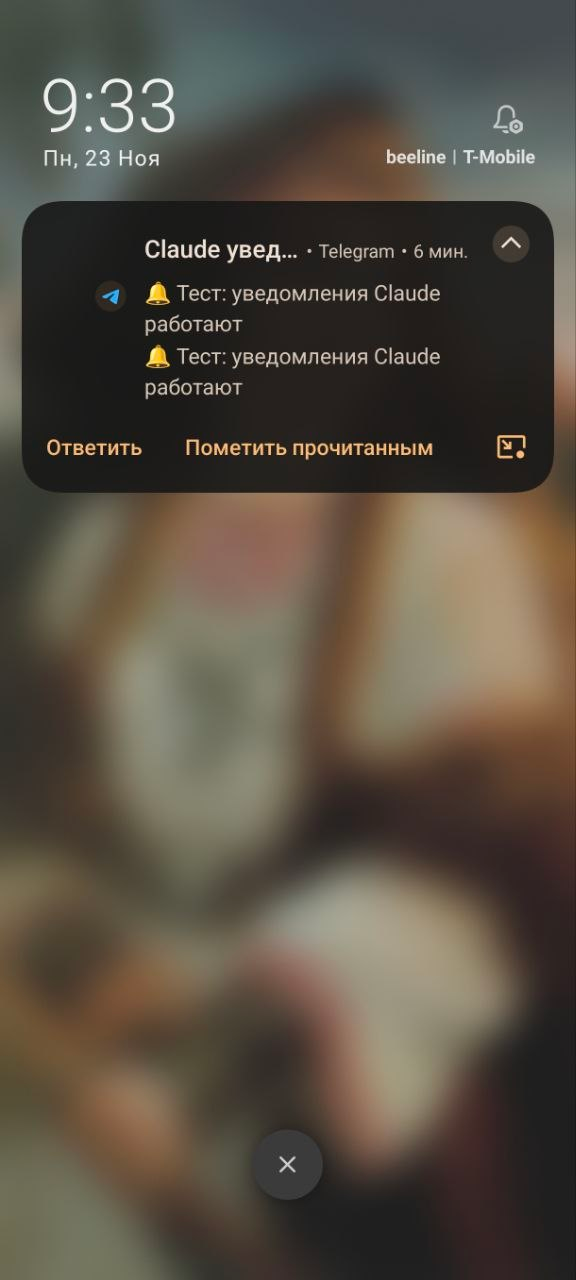 9:33
Пн, 23 Ноя
beeline | T-Mobile
Claude увед... • Telegram • 6 мин.
🔔 Тест: уведомления Claude
работают
🔔 Тест: уведомления Claude
работают
Ответить Пометить прочитанным